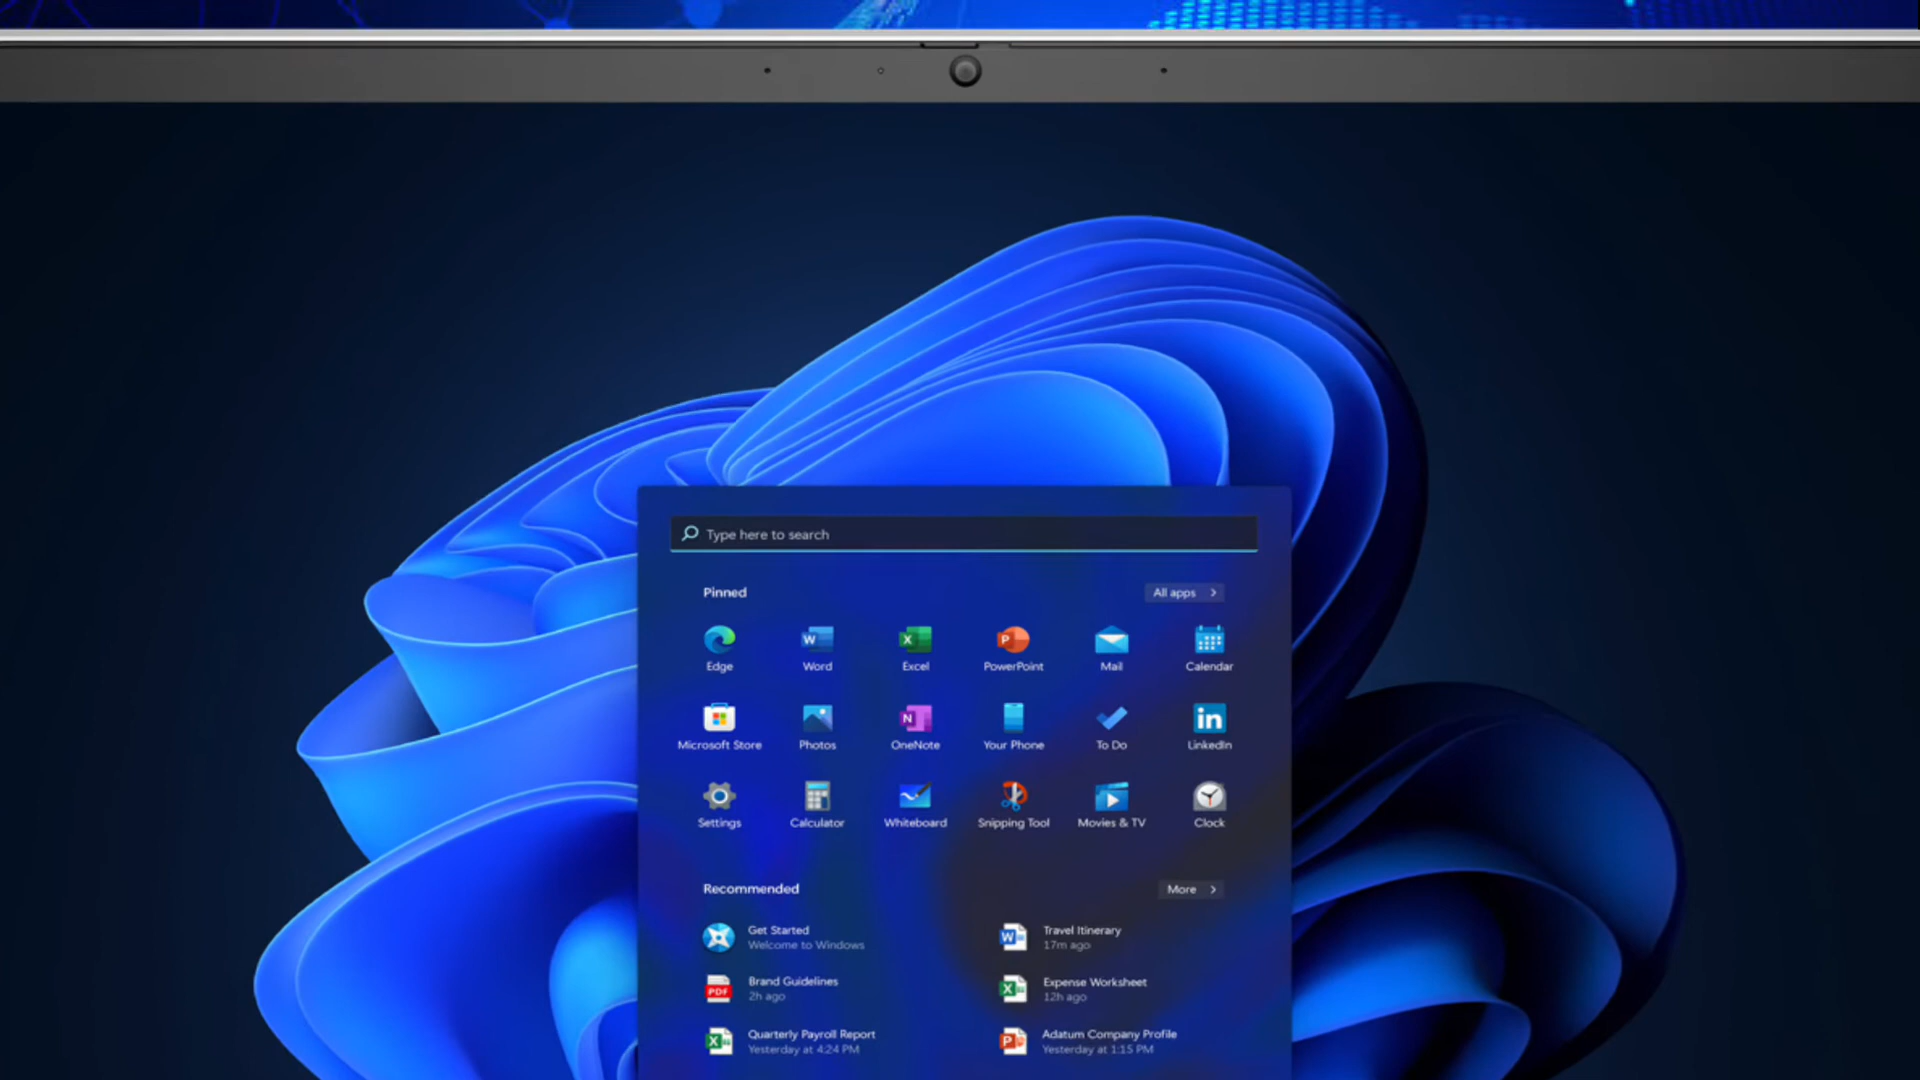 Type here to search
Pinned
All apps
Edge
Word
Excel
PowerPoint
Mail
Calendar
Microsoft Store
Photos
OneNote
Your Phone
To Do
LinkedIn
Settings
Calculator
Whiteboard
Snipping Tool
Movies & TV
Clock
Recommended
More
Get Started
Welcome to Windows
Travel Itinerary
17m ago
Brand Guidelines
2h ago
Expense Worksheet
12h ago
Quarterly Payroll Report
Yesterday at 4:24 PM
Adatum Company Profile
Yesterday at 1:15 PM